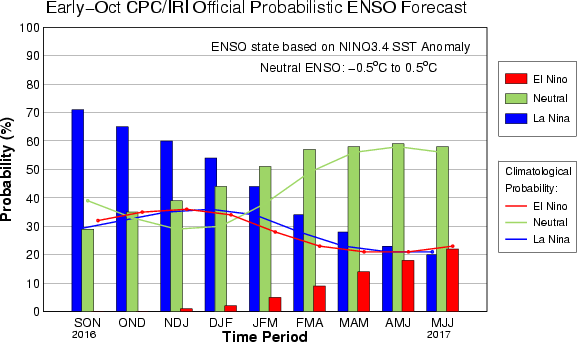 Early-Oct CPC/IRI Official Probabilistic ENSO Forecast
ENSO state based on NINO3.4 SST Anomaly
Neutral ENSO: -0.5ºC to 0.5ºC
Probability (%)
100
90
80
70
60
50
40
30
20
10
0
SON OND NDJ DJF JFM FMA MAM AMJ MJJ
2016 2017
Time Period
El Nino
Neutral
La Nina
Climatological
Probability:
El Nino
Neutral
La Nina